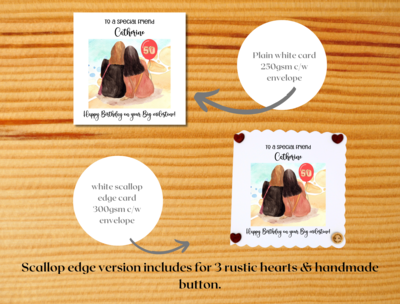 TO A SPECIAL FRIEND
Catherine
50
Happy Birthday on your Big milestone!
Plain white card
250gsm c/w
envelope
white scallop
edge card
300gsm c/w
envelope
TO A SPECIAL FRIEND
Catherine
50
Happy Birthday on your Big milestone!
Scallop edge version includes for 3 rustic hearts & handmade
button.